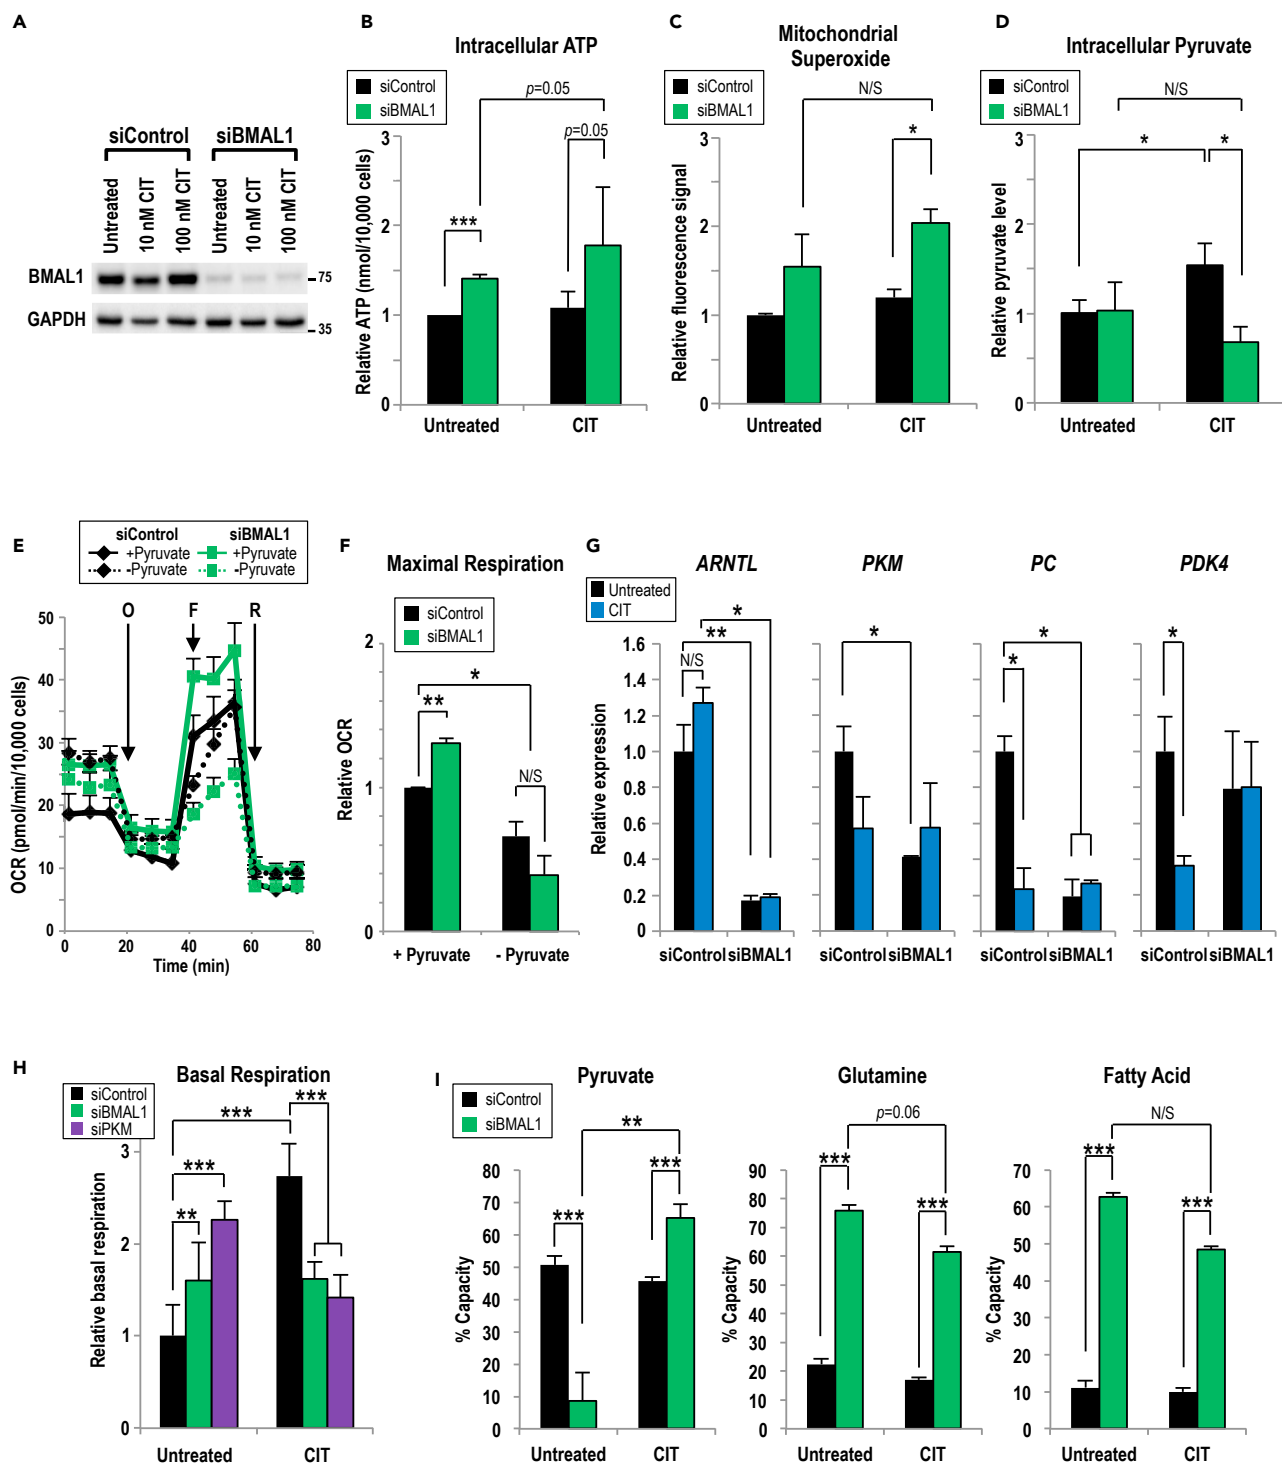 A
siControl siBMAL1
Untreated
10 nM CIT
100 nM CIT
Untreated
10 nM CIT
100 nM CIT
BMAL1
75
GAPDH
35
B
Intracellular ATP
siControl
siBMAL1
p=0.05
p=0.05
***
Relative ATP (nmol/10,000 cells)
3
2
1
0
Untreated CIT
C
Mitochondrial
Superoxide
siControl
siBMAL1
N/S
*
Relative fluorescence signal
3
2
1
0
Untreated CIT
D
Intracellular Pyruvate
siControl
siBMAL1
N/S
* *
Relative pyruvate level
3
2
1
0
Untreated CIT
E
siControl siBMAL1
+Pyruvate +Pyruvate
-Pyruvate -Pyruvate
O F R
OCR (pmol/min/10,000 cells)
50
40
30
20
10
0
0 20 40 60 80
Time (min)
F
Maximal Respiration
siControl
siBMAL1
*
**
N/S
Relative OCR
2
1
0
+ Pyruvate - Pyruvate
G
ARNTL PKM PC PDK4
Untreated
CIT
*
**
N/S
*
*
*
*
Relative expression
1.6
1.4
1.2
1.0
0.8
0.6
0.4
0.2
0
siControl siBMAL1 siControl siBMAL1 siControl siBMAL1 siControl siBMAL1
H
Basal Respiration
siControl
siBMAL1
siPKM
***
***
***
**
Relative basal respiration
3
2
1
0
Untreated CIT
I
Pyruvate
siControl
siBMAL1
**
***
***
% Capacity
80
70
60
50
40
30
20
10
0
Untreated CIT
Glutamine
p=0.06
***
***
% Capacity
90
80
70
60
50
40
30
20
10
0
Untreated CIT
Fatty Acid
N/S
***
***
% Capacity
70
60
50
40
30
20
10
0
Untreated CIT